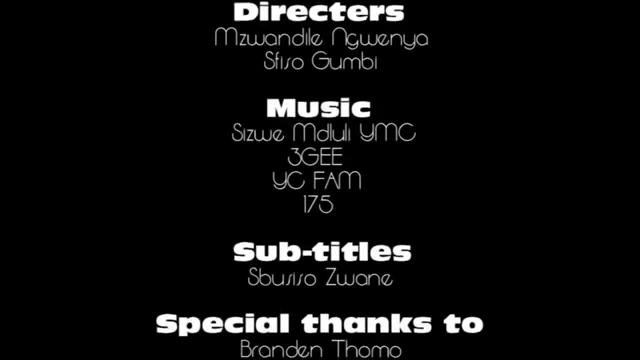 Directers
Mzwandile Ngwenya
Sfiso Gumbi
Music
Sizwe Mdluli YMC
3GEE
YC FAM
175
Sub-titles
Sbusiso Zwane
Special thanks to
Branden Thomo